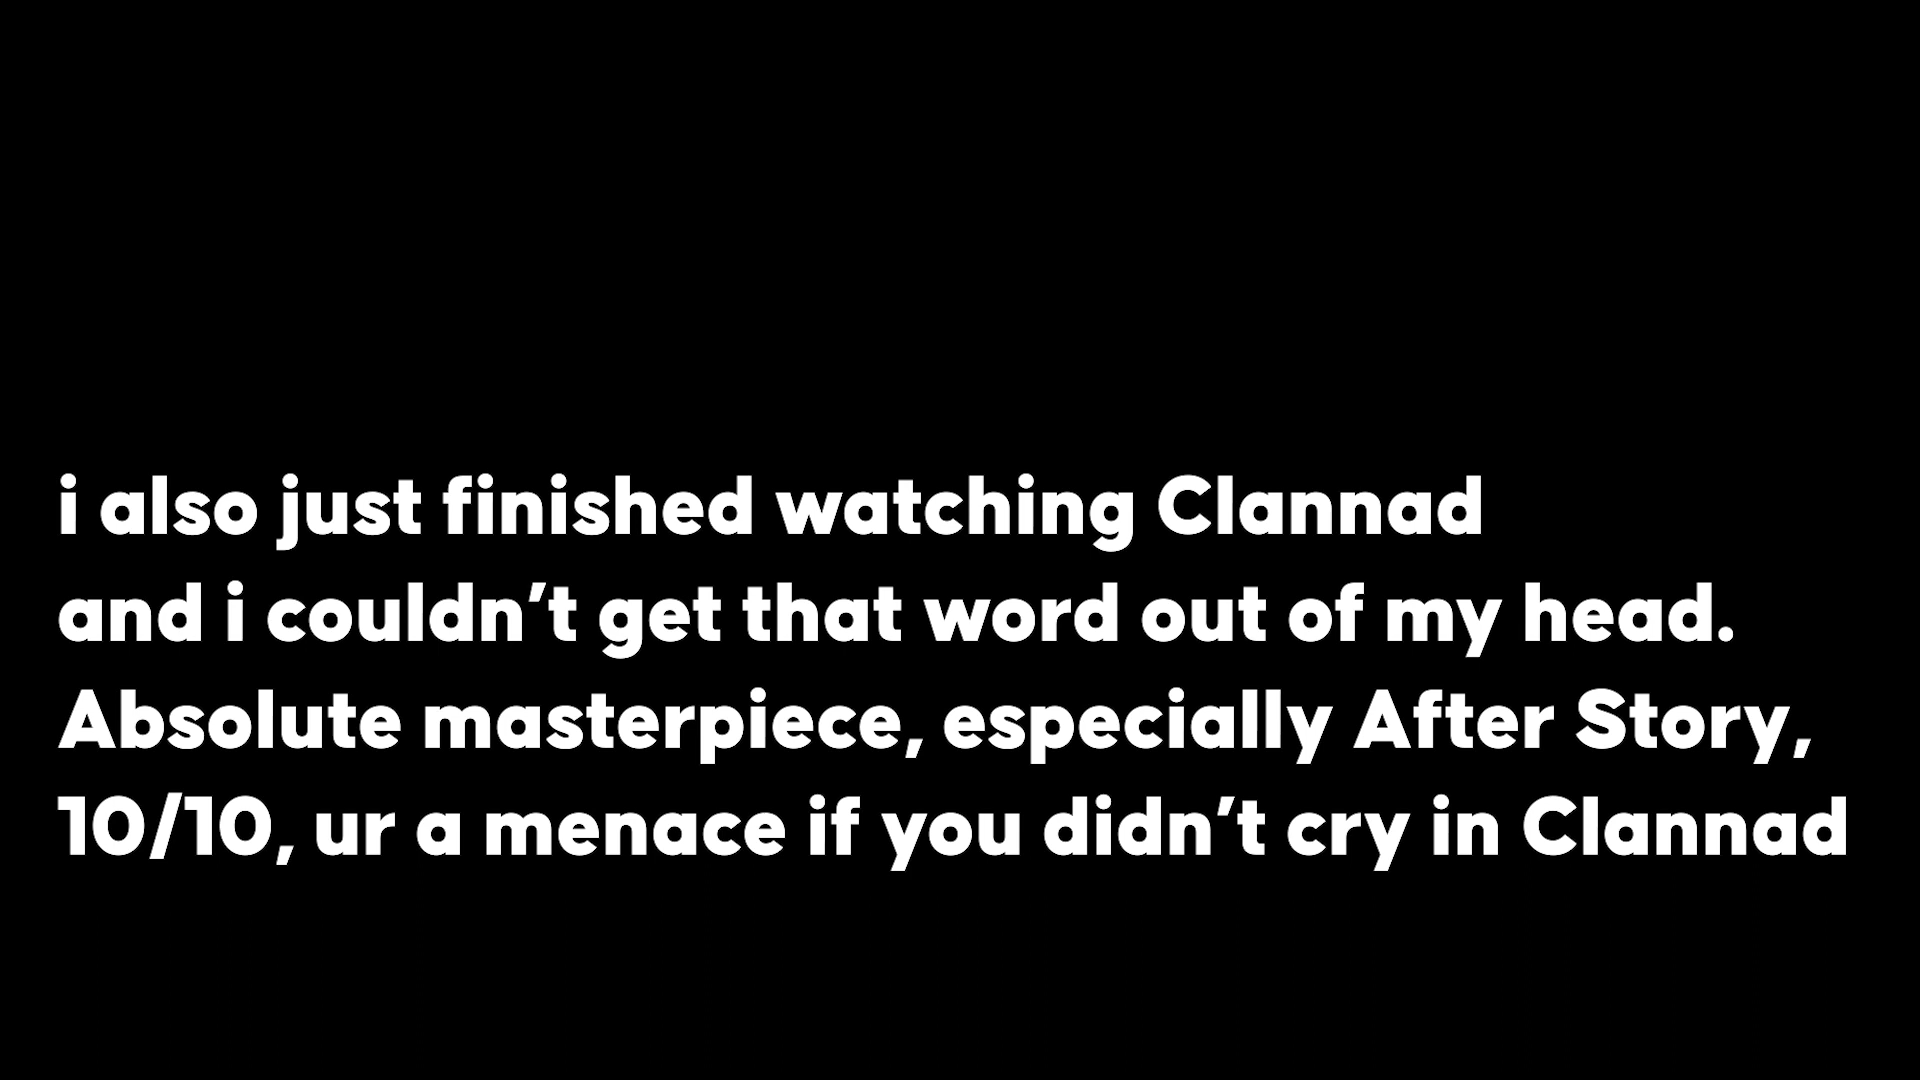 i also just finished watching Clannad
and i couldn’t get that word out of my head.
Absolute masterpiece, especially After Story,
10/10, ur a menace if you didn’t cry in Clannad